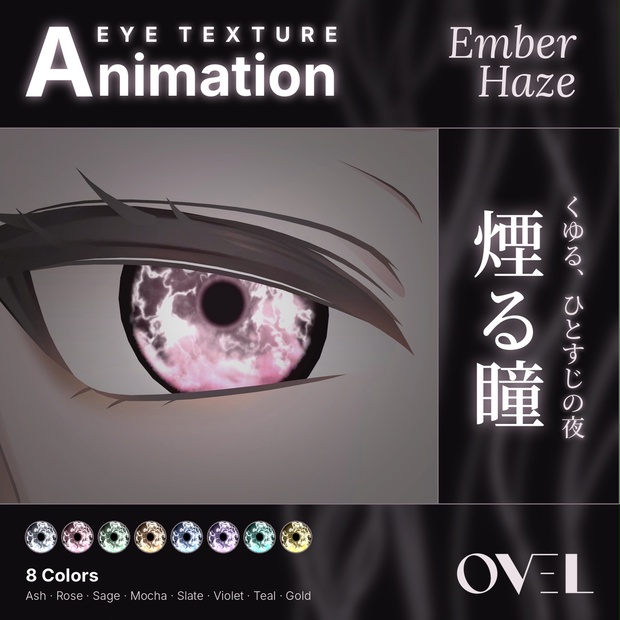 EYE TEXTURE
Animation
Ember
Haze
煙る瞳
くゆる、ひとすじの夜
8 Colors
Ash · Rose · Sage · Mocha · Slate · Violet · Teal · Gold
OVEL